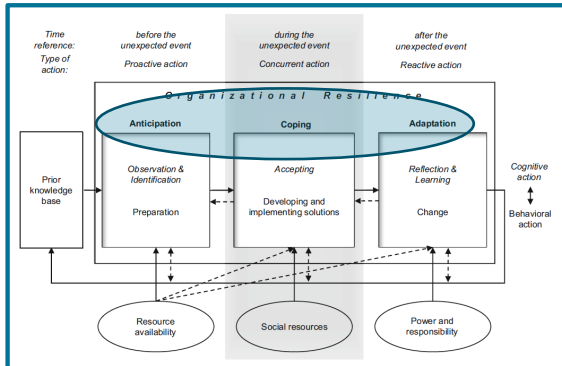 Time reference:
before the unexpected event
during the unexpected event
after the unexpected event
Type of action:
Proactive action
Concurrent action
Reactive action
Organizational Resilience
Anticipation
Coping
Adaptation
Prior knowledge base
Observation & Identification
Preparation
Accepting
Developing and implementing solutions
Reflection & Learning
Change
Cognitive action
Behavioral action
Resource availability
Social resources
Power and responsibility